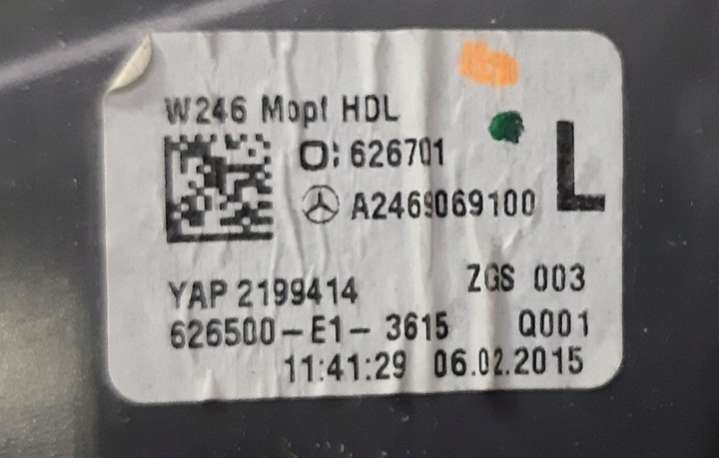 W246 Mopf HDL
O: 626701
A2469069100
L
YAP 2199414 ZGS 003
626500-E1-3615 Q001
11:41:29 06.02.2015